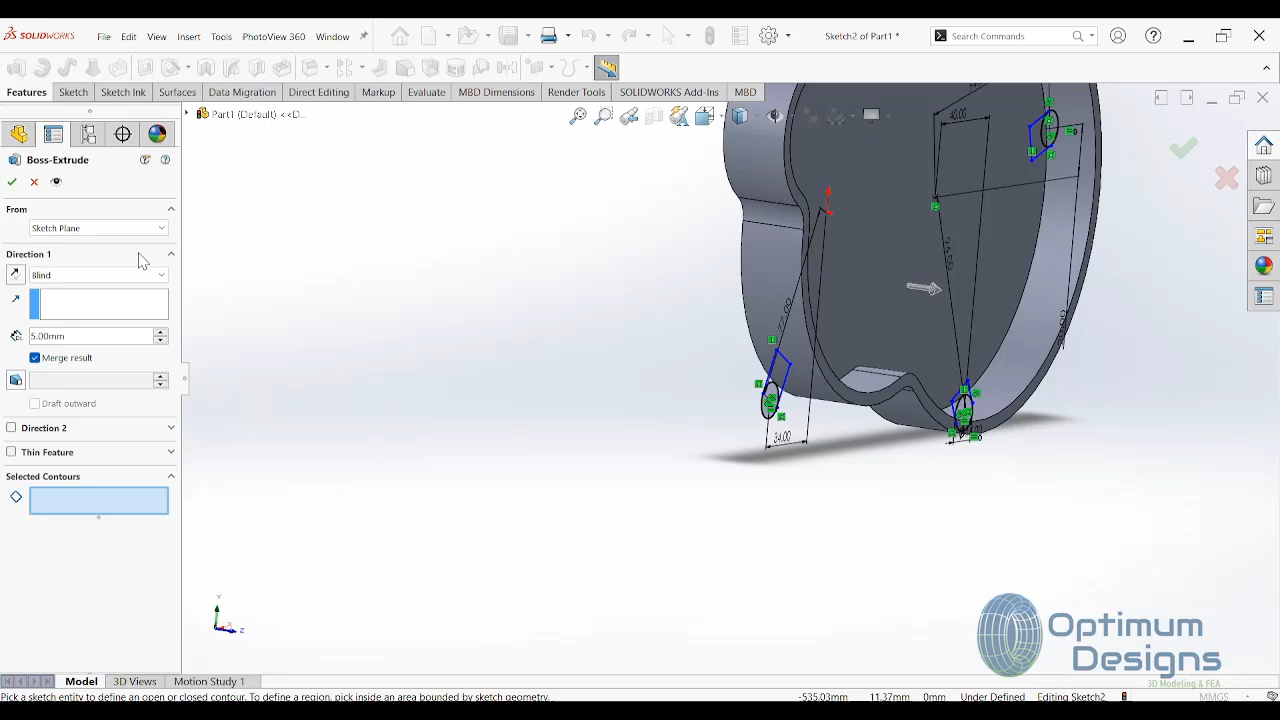 SOLIDWORKS File Edit View Insert Tools PhotoView 360 Window Sketch2 of Part1 * Search Commands
Features Sketch Sketch Ink Surfaces Data Migration Direct Editing Markup Evaluate MBD Dimensions Render Tools SOLIDWORKS Add-Ins MBD
Part1 (Default) <<D...
Boss-Extrude
From
Sketch Plane
Direction 1
Blind
5.00mm
Merge result
Draft outward
Direction 2
Thin Feature
Selected Contours
40.00
34.00
Y
X
Z
Optimum
Designs
3D Modeling & FEA
Model 3D Views Motion Study 1
Pick a sketch entity to define an open or closed contour. To define a region, pick inside an area bounded by sketch geometry. -535.03mm 11.37mm 0mm Under Defined Editing Sketch2 MMGS